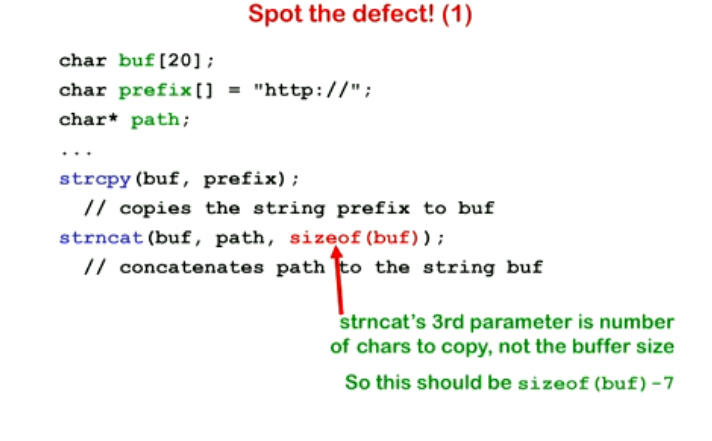 Spot the defect! (1)
char buf[20];
char prefix[] = "http://";
char* path;
...
strcpy(buf, prefix);
// copies the string prefix to buf
strncat(buf, path, sizeof(buf));
// concatenates path to the string buf
strncat’s 3rd parameter is number
of chars to copy, not the buffer size
So this should be sizeof(buf)-7